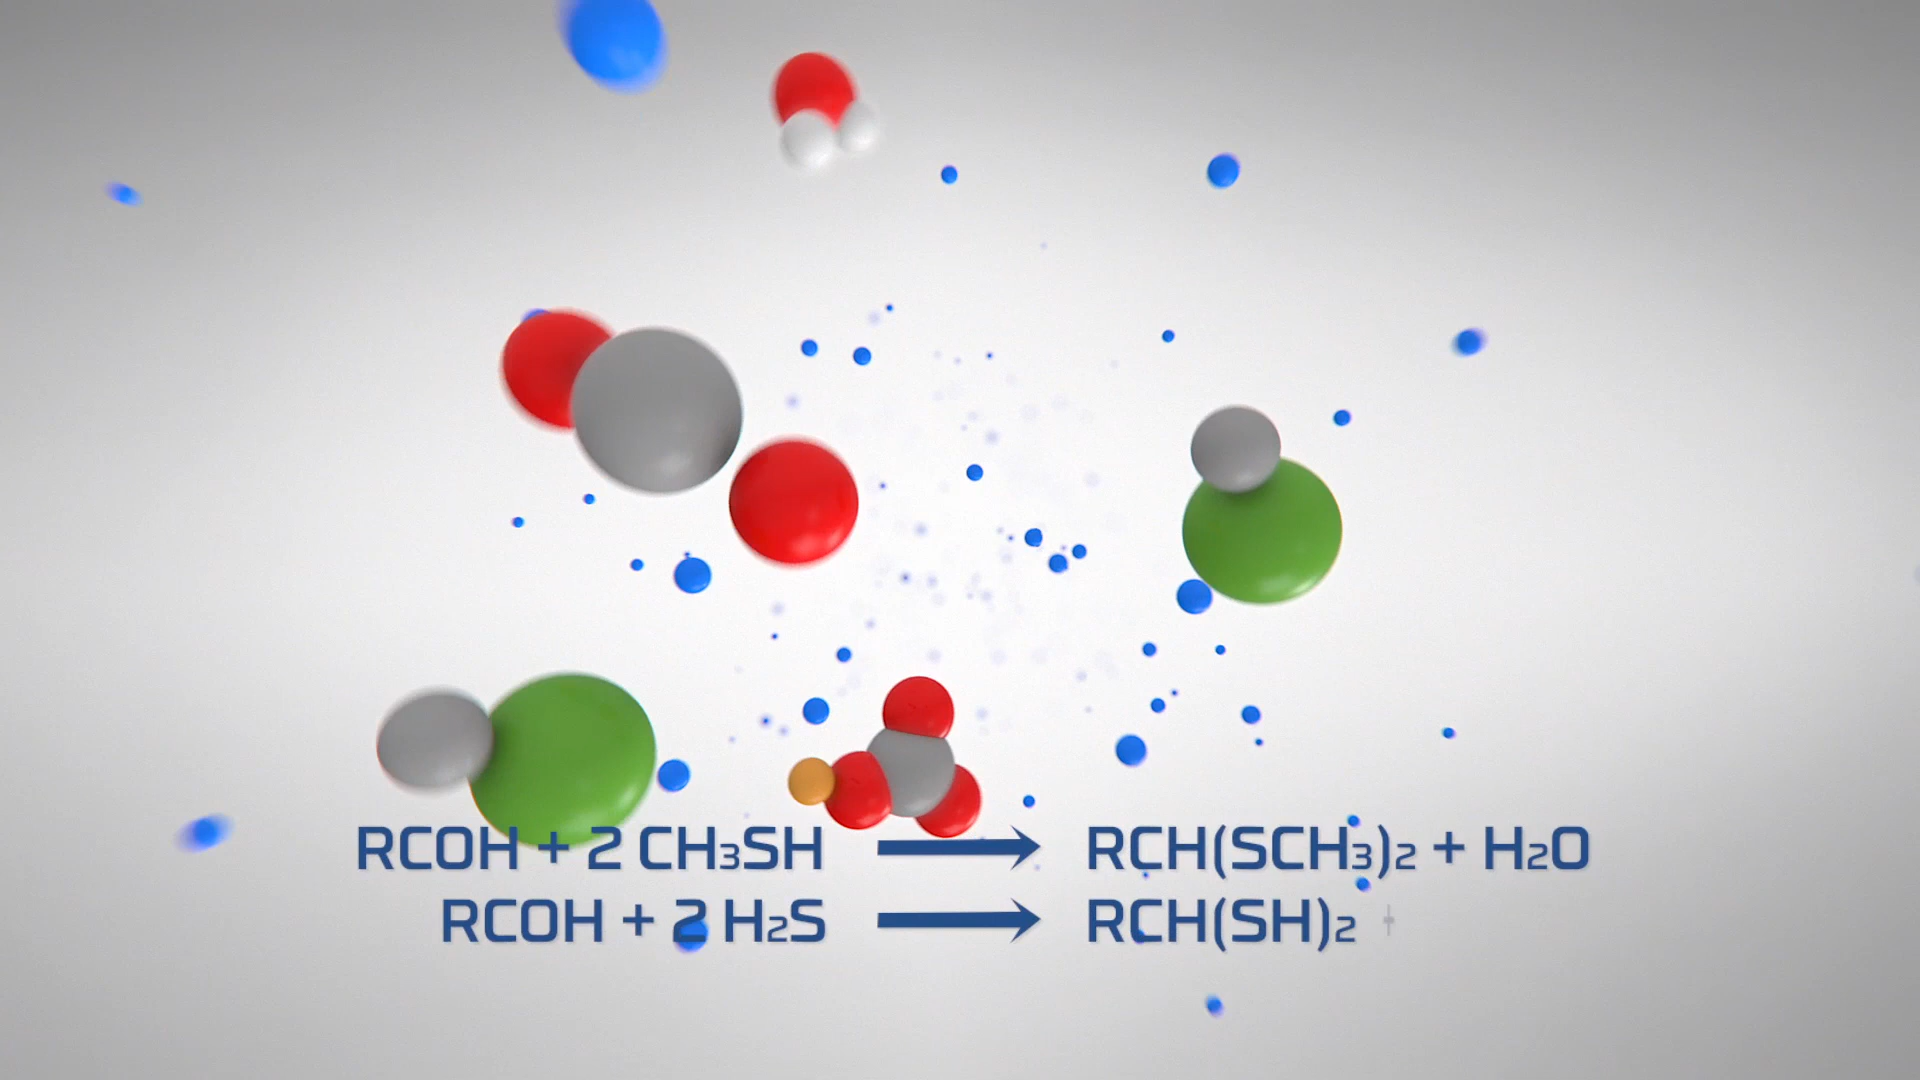 RCOH + 2 CH₃SH → RCH(SCH₃)₂ + H₂O
RCOH + 2 H₂S → RCH(SH)₂ +